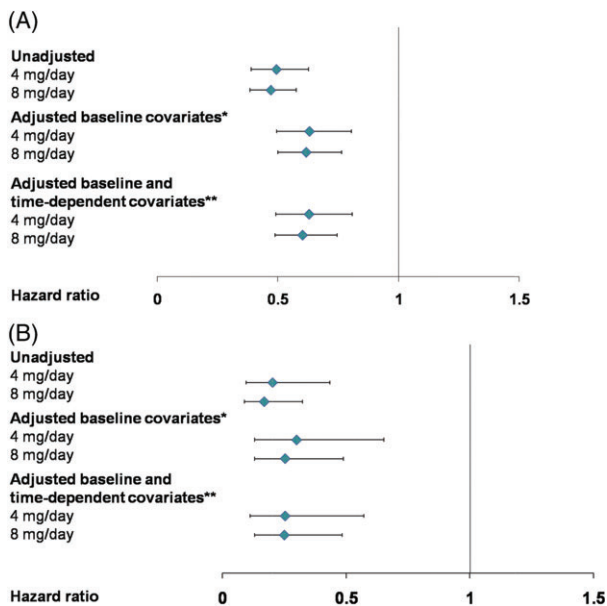 (A)
Unadjusted
4 mg/day
8 mg/day
Adjusted baseline covariates*
4 mg/day
8 mg/day
Adjusted baseline and
time-dependent covariates**
4 mg/day
8 mg/day
Hazard ratio
0 0.5 1 1.5
(B)
Unadjusted
4 mg/day
8 mg/day
Adjusted baseline covariates*
4 mg/day
8 mg/day
Adjusted baseline and
time-dependent covariates**
4 mg/day
8 mg/day
Hazard ratio
0 0.5 1 1.5